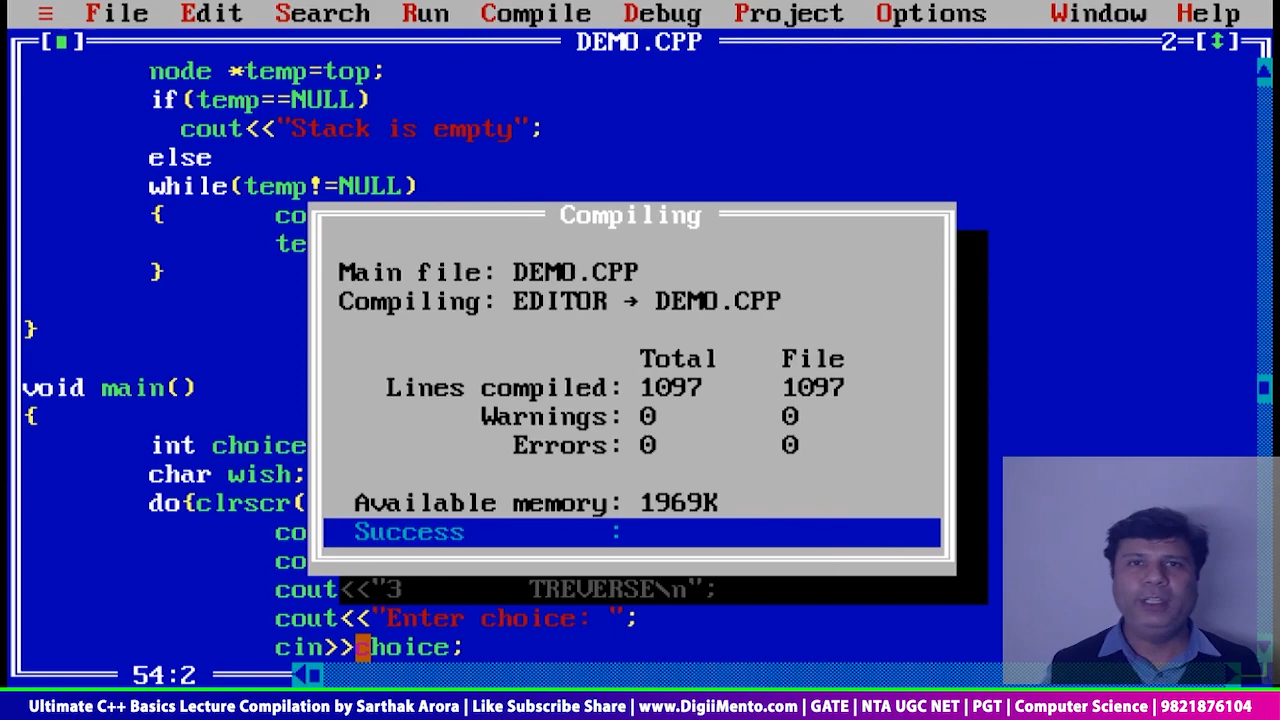 ≡ File Edit Search Run Compile Debug Project Options Window Help
[■] DEMO.CPP 2=[↕]
node *temp=top;
if(temp==NULL)
cout<<"Stack is empty";
else
while(temp!=NULL)
{ co
te
}
}
void main()
{
int choice
char wish;
do{clrscr(
co
co
cout<<"3 TREVERSE\n";
cout<<"Enter choice: ";
cin>>choice;
54:2
Compiling
Main file: DEMO.CPP
Compiling: EDITOR → DEMO.CPP
Total File
Lines compiled: 1097 1097
Warnings: 0 0
Errors: 0 0
Available memory: 1969K
Success :
Ultimate C++ Basics Lecture Compilation by Sarthak Arora | Like Subscribe Share | www.DigiiMento.com | GATE | NTA UGC NET | PGT | Computer Science | 9821876104